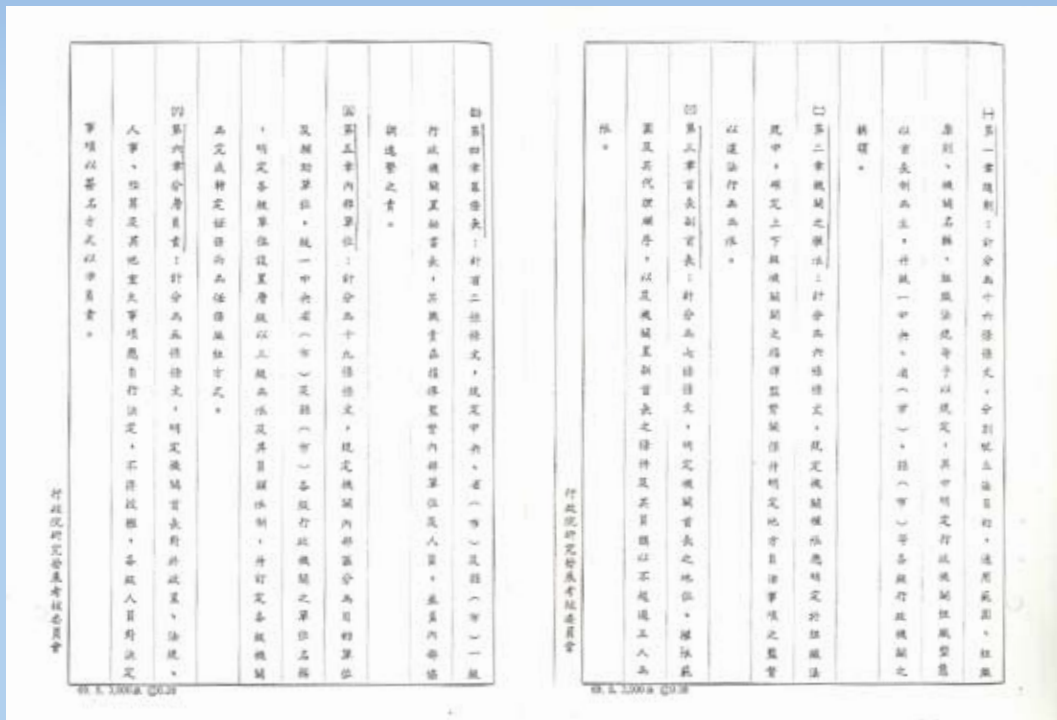 ㈠第一章總則：計分為十六條條文，分別就立法目的、適用範圍、組織
原則、機關名稱、組織法規等予以規定，其中明定行政機關組織型態
以首長制為主，并統一中央、省（市）、縣（市）等各級行政機關之
稱謂。
㈡第二章機關之權法：計分為六條條文，規定機關權限應明定於組織法
規中，確定上下級機關間之指揮監督關係并明定地方自治事項之監督
以適法行為為限。
㈢第三章首長副首長：計分為七條條文，明定機關首長之地位、權限範
圍及其代理順序，以及機關置副首長之條件及其員額以不超過三人為
限。
行政院研究發展考核委員會
㈣第四章幕僚長：計有二條條文，規定中央、省（市）及縣（市）一級
行政機關置秘書長，其職責在指揮監督內部單位及人員，並負內部協
調連繫之責。
㈤第五章內部單位：計分為十九條條文，規定機關內部區分為目的單位
及輔助單位，統一中央省（市）及縣（市）各級行政機關之單位名稱
，明定各級單位設置層級以三級為限及其員額限制，并訂定各級機關
為完成特定任務而為任務編組方式。
㈥第六章分層負責：計分為五條條文，明定機關首長對於政策、法規、
人事、預算及其他重大事項應自行決定，不得授權，各級人員對決定
事項以署名方式以示負責。
行政院研究發展考核委員會